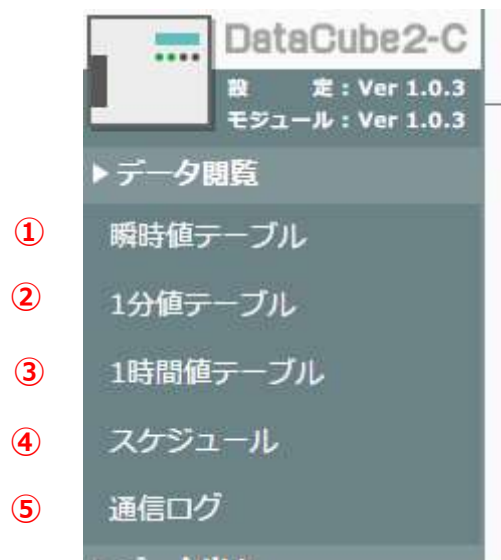 DataCube2-C
設 定：Ver 1.0.3
モジュール：Ver 1.0.3
▶データ閲覧
① 瞬時値テーブル
② 1分値テーブル
③ 1時間値テーブル
④ スケジュール
⑤ 通信ログ